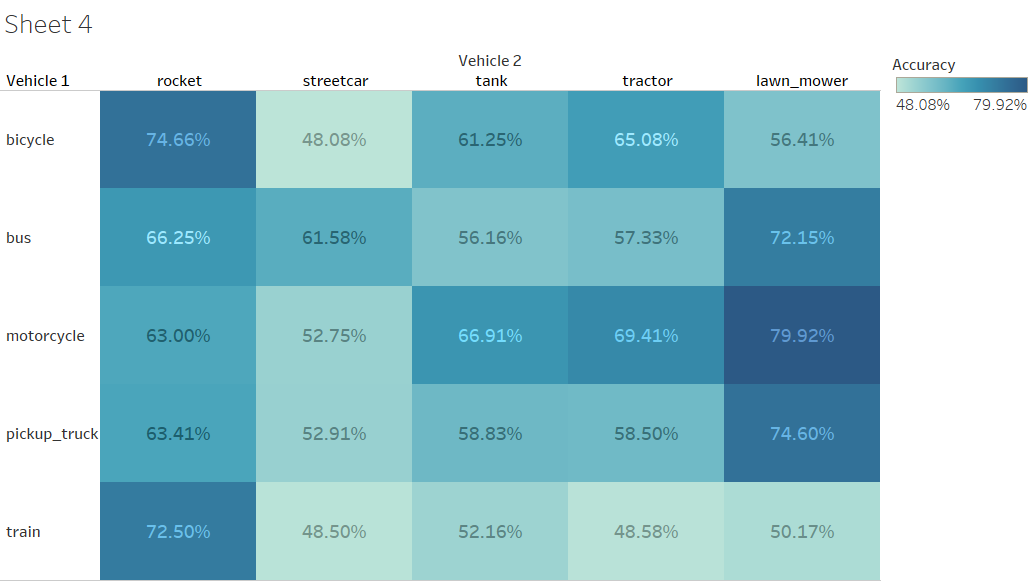 Sheet 4
Vehicle 2
Vehicle 1 rocket streetcar tank tractor lawn_mower
bicycle 74.66% 48.08% 61.25% 65.08% 56.41%
bus 66.25% 61.58% 56.16% 57.33% 72.15%
motorcycle 63.00% 52.75% 66.91% 69.41% 79.92%
pickup_truck 63.41% 52.91% 58.83% 58.50% 74.60%
train 72.50% 48.50% 52.16% 48.58% 50.17%
Accuracy
48.08% 79.92%